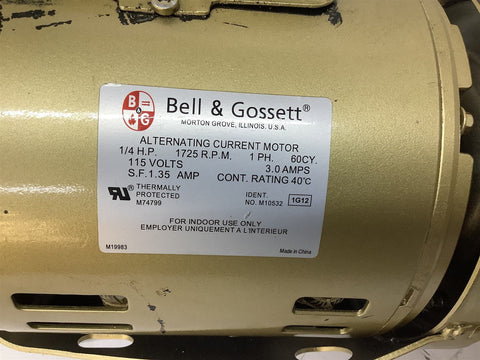 B =
& G
Bell & Gossett®
MORTON GROVE, ILLINOIS, U.S.A.
ALTERNATING CURRENT MOTOR
1/4 H.P. 1725 R.P.M. 1 PH. 60CY.
115 VOLTS 3.0 AMPS
S.F. 1.35 AMP CONT. RATING 40°C
THERMALLY
PROTECTED
M74799
IDENT.
NO. M10532 1G12
FOR INDOOR USE ONLY
EMPLOYER UNIQUEMENT A L'INTERIEUR
M19983 Made in China